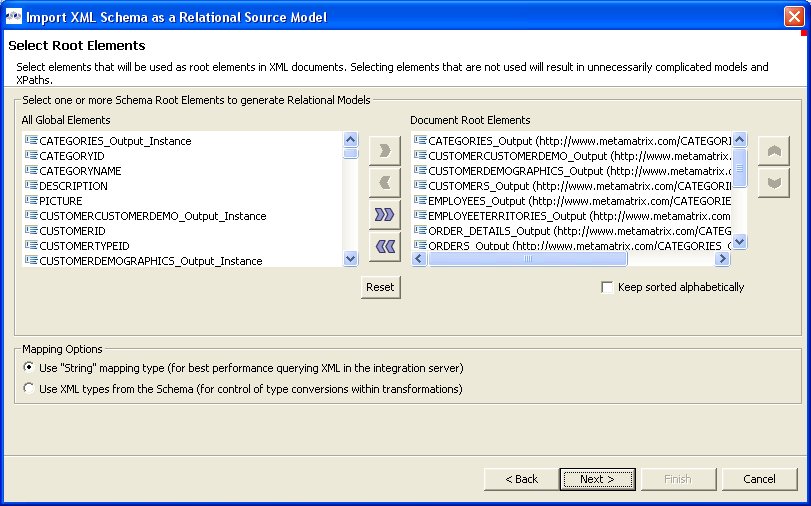 Import XML Schema as a Relational Source Model
Select Root Elements
Select elements that will be used as root elements in XML documents. Selecting elements that are not used will result in unnecessarily complicated models and
XPaths.
Select one or more Schema Root Elements to generate Relational Models
All Global Elements
CATEGORIES_Output_Instance
CATEGORYID
CATEGORYNAME
DESCRIPTION
PICTURE
CUSTOMERCUSTOMERDEMO_Output_Instance
CUSTOMERID
CUSTOMERTYPEID
CUSTOMERDEMOGRAPHICS_Output_Instance
Document Root Elements
CATEGORIES_Output (http://www.metamatrix.com/CATEGORI
CUSTOMERCUSTOMERDEMO_Output (http://www.metamatrix
CUSTOMERDEMOGRAPHICS_Output (http://www.metamatrix.c
CUSTOMERS_Output (http://www.metamatrix.com/CATEGORIE
EMPLOYEES_Output (http://www.metamatrix.com/CATEGORIE
EMPLOYEETERRITORIES_Output (http://www.metamatrix.com
ORDER_DETAILS_Output (http://www.metamatrix.com/CATEG
ORDERS_Output (http://www.metamatrix.com/CATEGORIES_O
Reset
Keep sorted alphabetically
Mapping Options
Use "String" mapping type (for best performance querying XML in the integration server)
Use XML types from the Schema (for control of type conversions within transformations)
< Back
Next >
Finish
Cancel